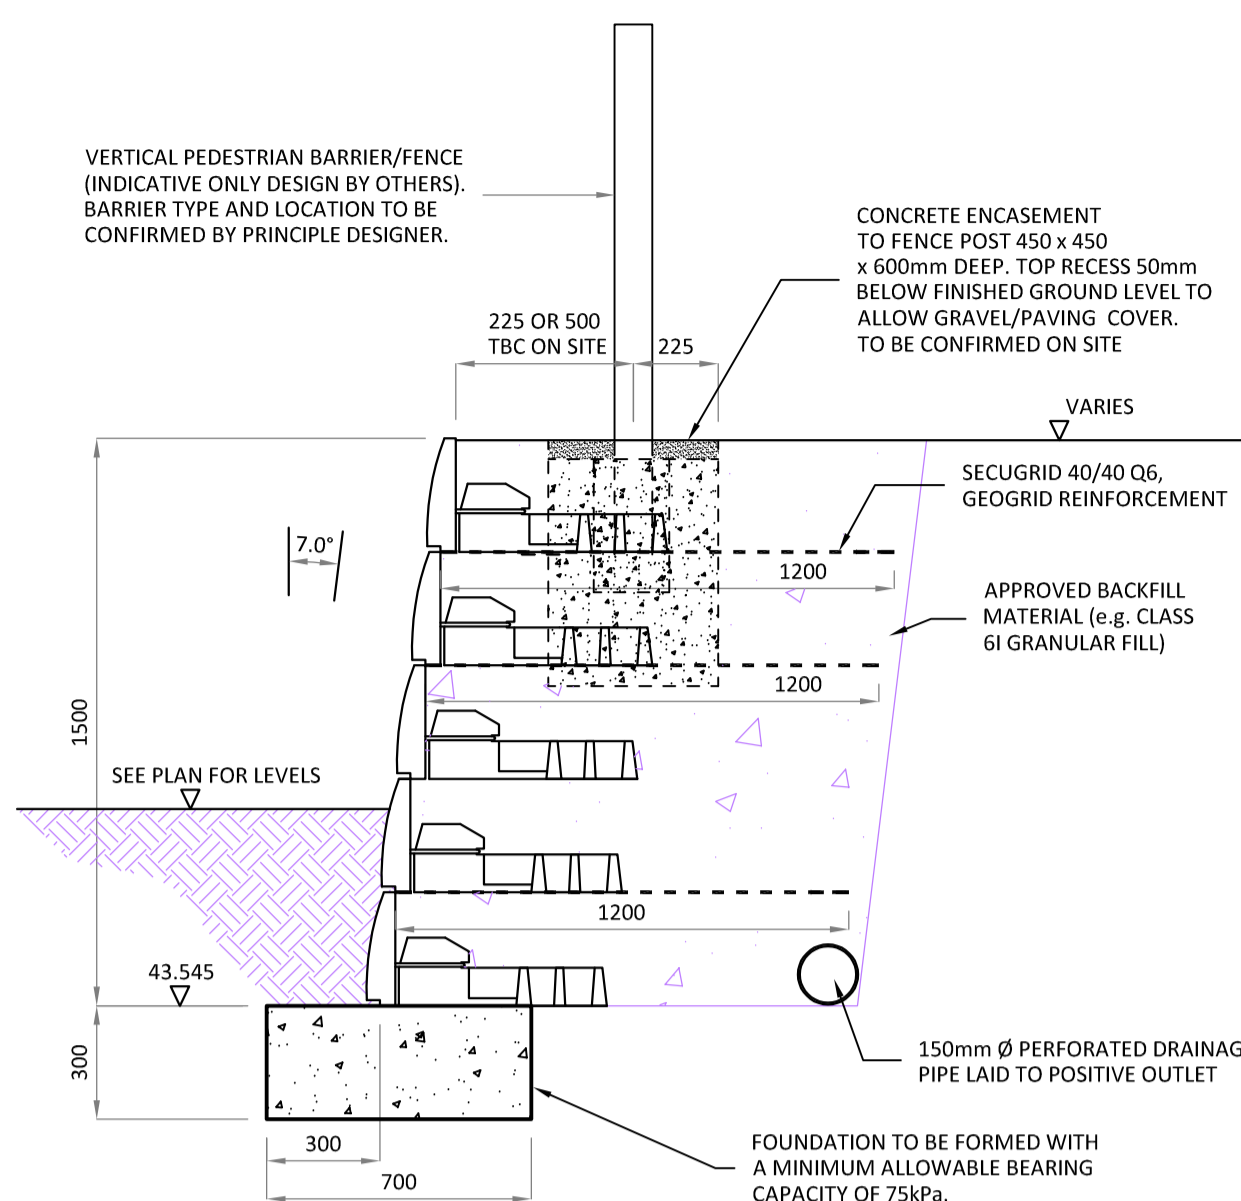 VERTICAL PEDESTRIAN BARRIER/FENCE
(INDICATIVE ONLY DESIGN BY OTHERS).
BARRIER TYPE AND LOCATION TO BE
CONFIRMED BY PRINCIPLE DESIGNER.
CONCRETE ENCASEMENT
TO FENCE POST 450 x 450
x 600mm DEEP. TOP RECESS 50mm
BELOW FINISHED GROUND LEVEL TO
ALLOW GRAVEL/PAVING COVER.
TO BE CONFIRMED ON SITE
225 OR 500
TBC ON SITE
225
VARIES
SECUGRID 40/40 Q6,
GEOGRID REINFORCEMENT
7.0°
1200
APPROVED BACKFILL
MATERIAL (e.g. CLASS
6I GRANULAR FILL)
1200
1500
SEE PLAN FOR LEVELS
1200
43.545
300
150mm Ø PERFORATED DRAINAG
PIPE LAID TO POSITIVE OUTLET
300
700
FOUNDATION TO BE FORMED WITH
A MINIMUM ALLOWABLE BEARING
CAPACITY OF 75kPa.